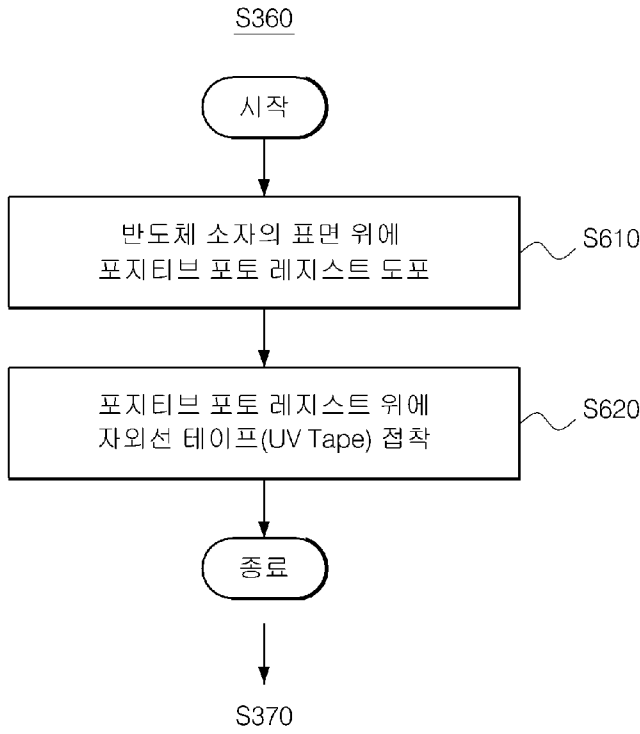 S360
시작
반도체 소자의 표면 위에
포지티브 포토 레지스트 도포
S610
포지티브 포토 레지스트 위에
자외선 테이프(UV Tape) 접착
S620
종료
S370